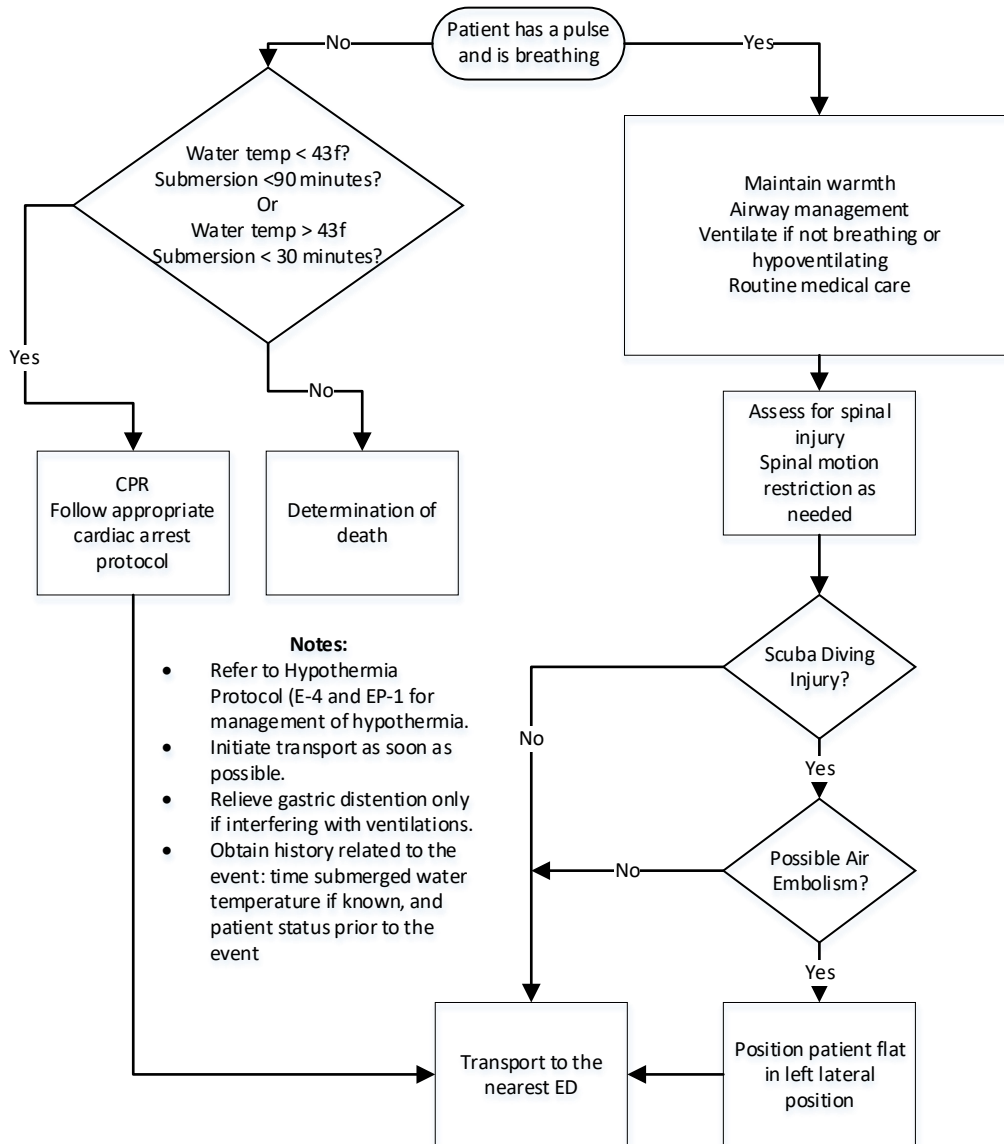 Patient has a pulse
and is breathing
No
Yes
Water temp < 43f?
Submersion <90 minutes?
Or
Water temp > 43f
Submersion < 30 minutes?
Maintain warmth
Airway management
Ventilate if not breathing or
hypoventilating
Routine medical care
Yes
No
CPR
Follow appropriate
cardiac arrest
protocol
Determination of
death
Assess for spinal
injury
Spinal motion
restriction as
needed
Notes:
• Refer to Hypothermia
Protocol (E-4 and EP-1 for
management of hypothermia.
• Initiate transport as soon as
possible.
• Relieve gastric distention only
if interfering with ventilations.
• Obtain history related to the
event: time submerged water
temperature if known, and
patient status prior to the
event
Scuba Diving
Injury?
No
Yes
Possible Air
Embolism?
No
Yes
Transport to the
nearest ED
Position patient flat
in left lateral
position